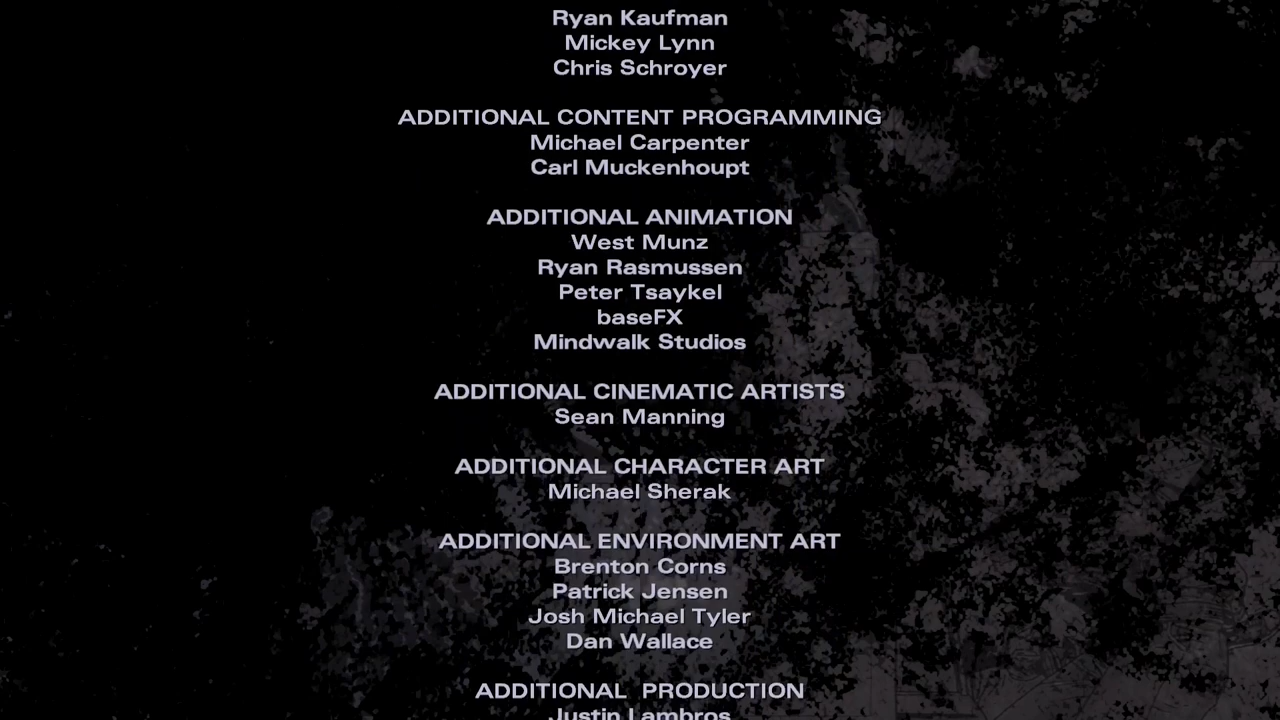 Ryan Kaufman
Mickey Lynn
Chris Schroyer
ADDITIONAL CONTENT PROGRAMMING
Michael Carpenter
Carl Muckenhoupt
ADDITIONAL ANIMATION
West Munz
Ryan Rasmussen
Peter Tsaykel
baseFX
Mindwalk Studios
ADDITIONAL CINEMATIC ARTISTS
Sean Manning
ADDITIONAL CHARACTER ART
Michael Sherak
ADDITIONAL ENVIRONMENT ART
Brenton Corns
Patrick Jensen
Josh Michael Tyler
Dan Wallace
ADDITIONAL PRODUCTION
Justin Lambros